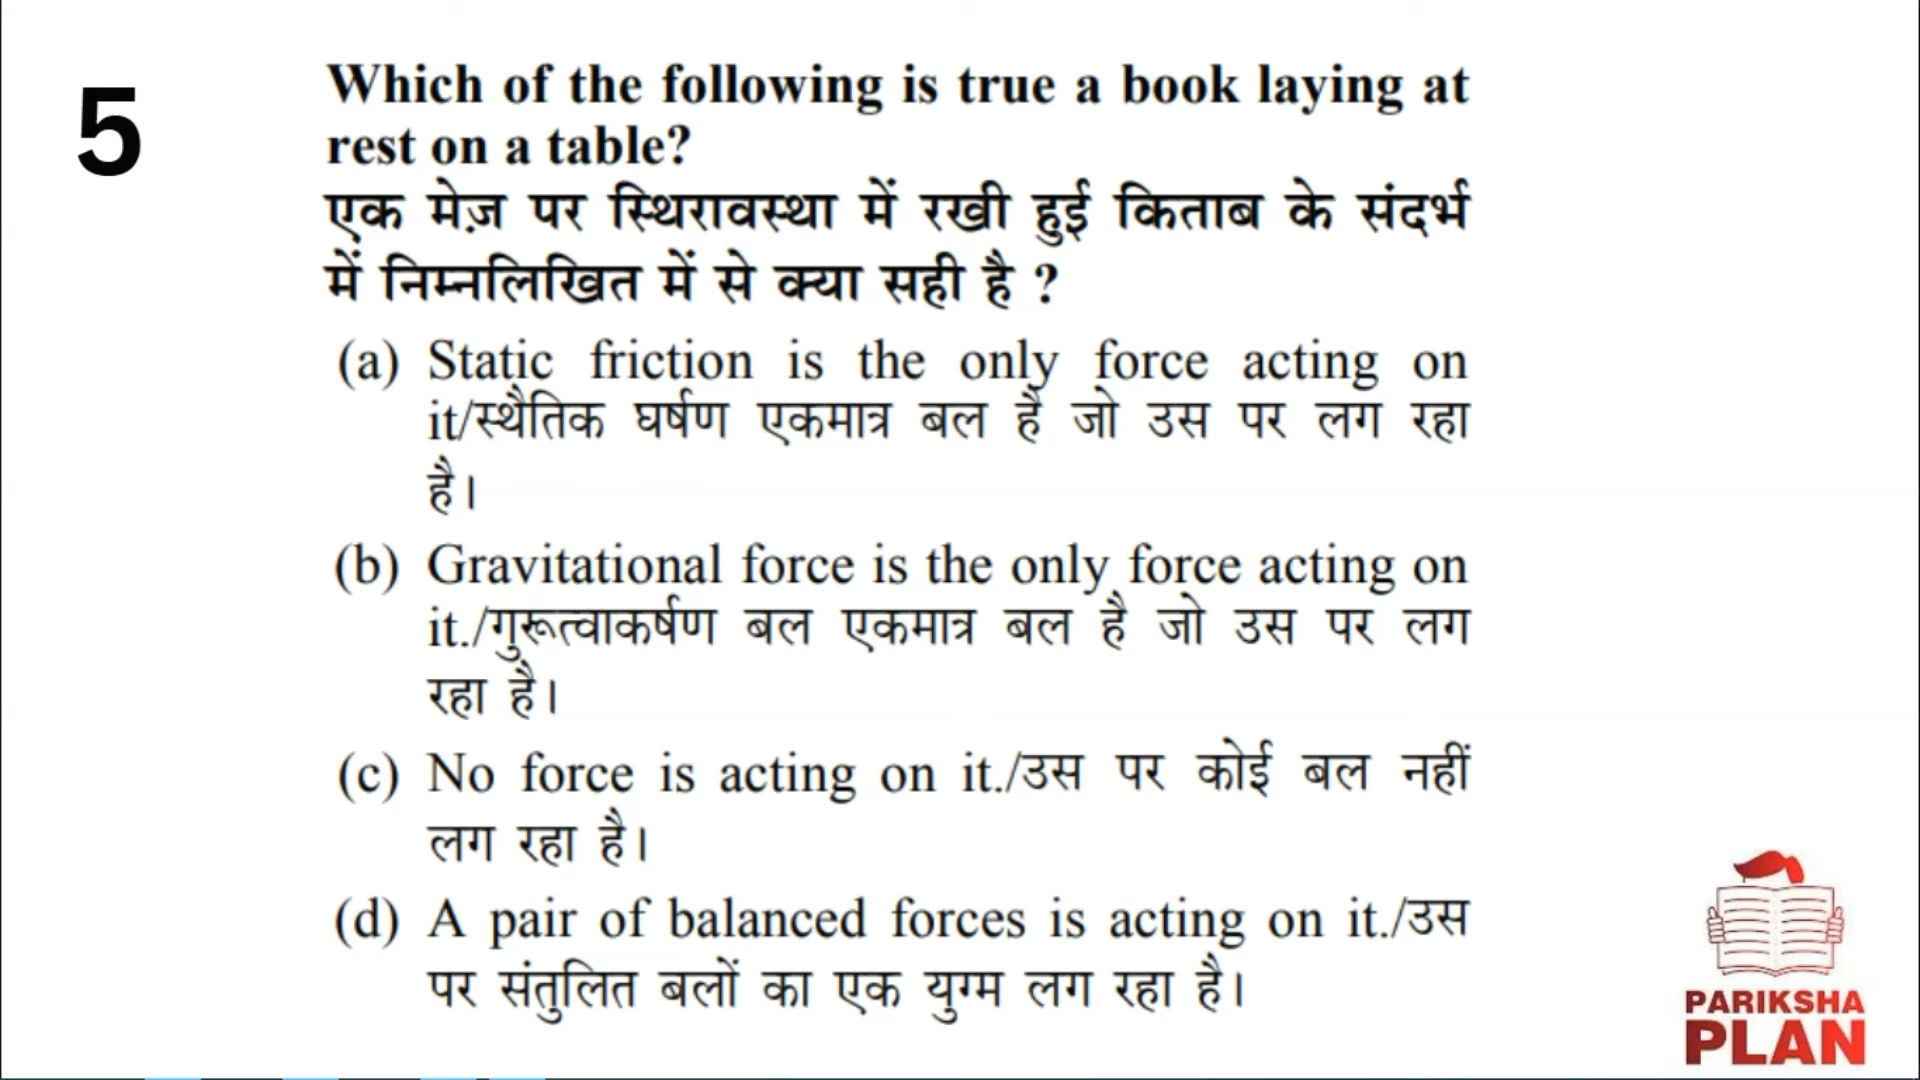 5
Which of the following is true a book laying at
rest on a table?
एक मेज़ पर स्थिरावस्था में रखी हुई किताब के संदर्भ
में निम्नलिखित में से क्या सही है ?
(a) Static friction is the only force acting on
it/स्थैतिक घर्षण एकमात्र बल है जो उस पर लग रहा
है।
(b) Gravitational force is the only force acting on
it./गुरूत्वाकर्षण बल एकमात्र बल है जो उस पर लग
रहा है।
(c) No force is acting on it./उस पर कोई बल नहीं
लग रहा है।
(d) A pair of balanced forces is acting on it./उस
पर संतुलित बलों का एक युग्म लग रहा है।
PARIKSHA
PLAN